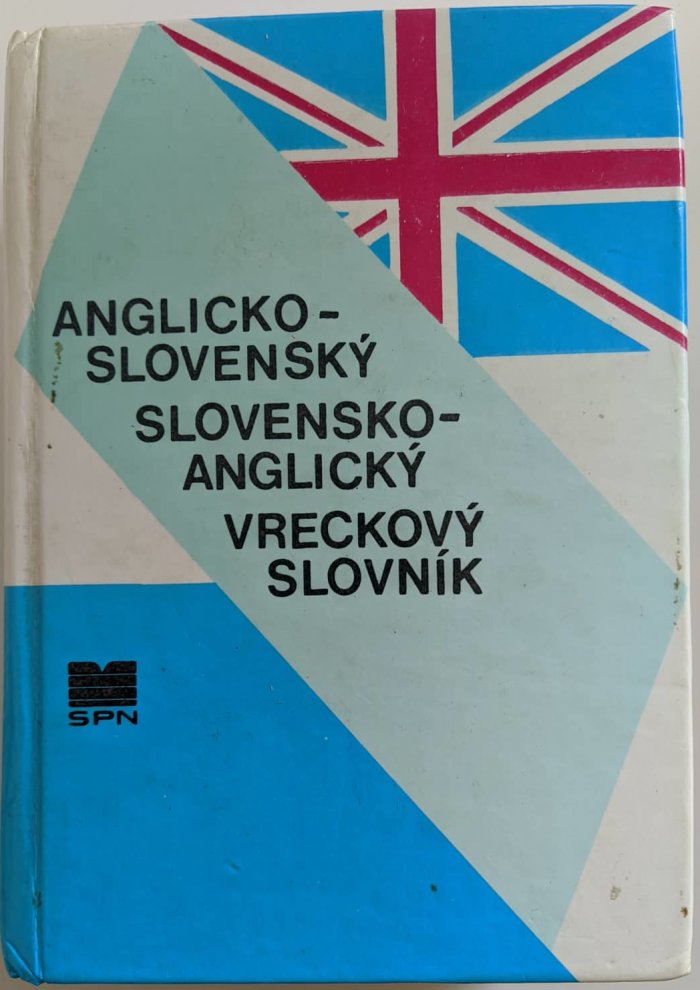 ANGLICKO-
SLOVENSKÝ
SLOVENSKO-
ANGLICKÝ
VRECKOVÝ
SLOVNÍK
SPN